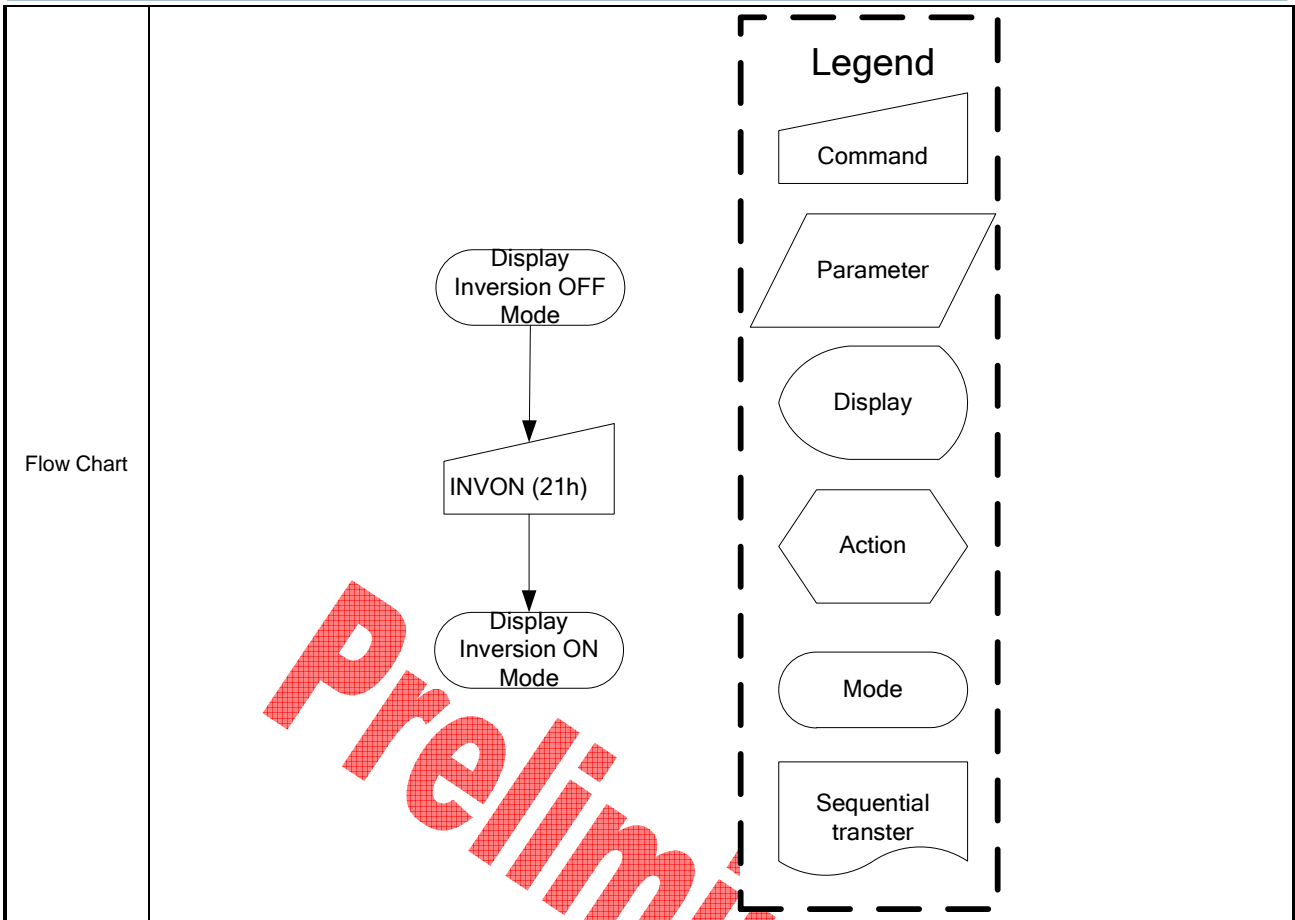 Flow Chart
Display
Inversion OFF
Mode
INVON (21h)
Display
Inversion ON
Mode
Legend
Command
Parameter
Display
Action
Mode
Sequential
transter